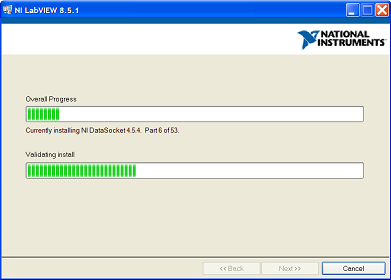 NI LabVIEW 8.5.1
NATIONAL
INSTRUMENTS
Overall Progress
Currently installing NI DataSocket 4.5.4. Part 6 of 53.
Validating install
<< Back
Next >>
Cancel